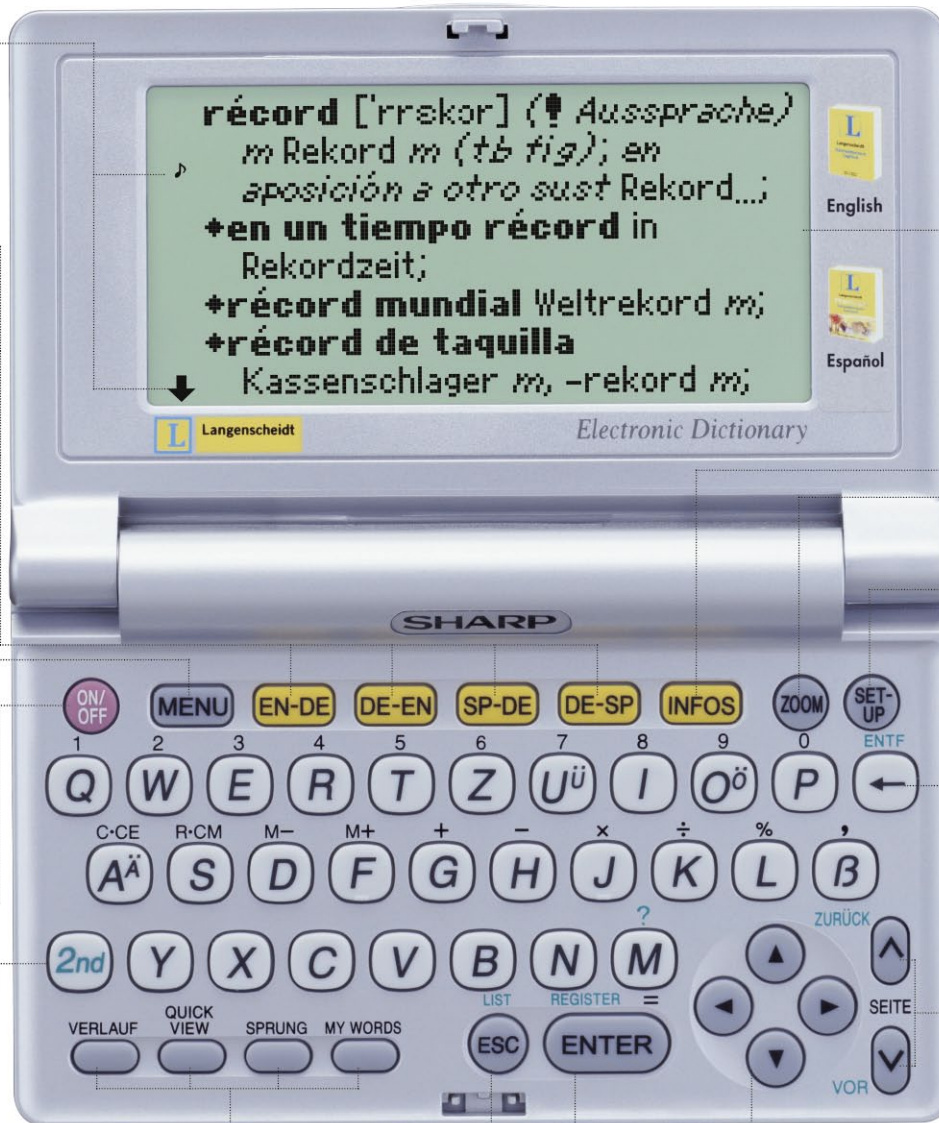 récord ['rrɛkor] (❢ Aussprache)
m Rekord m (tb fig); en
♪
aposición a otro sust Rekord...;
+en un tiempo récord in
Rekordzeit;
+récord mundial Weltrekord m;
+récord de taquilla
Kassenschlager m, -rekord m;
L
Langenscheidt
English
L
Langenscheidt
Español
L Langenscheidt
Electronic Dictionary
SHARP
ON/OFF MENU EN-DE DE-EN SP-DE DE-SP INFOS ZOOM SET-UP
1 2 3 4 5 6 7 8 9 0 ENTF
Q W E R T Z UÜ I OÖ P ←
C·CE R·CM M− M+ + − × ÷ % ,
AÄ S D F G H J K L ß
? ZURÜCK
2nd Y X C V B N M ▲ ∧
LIST REGISTER = ◄ ► SEITE
VERLAUF QUICK VIEW SPRUNG MY WORDS ESC ENTER ▼ ∨
VOR